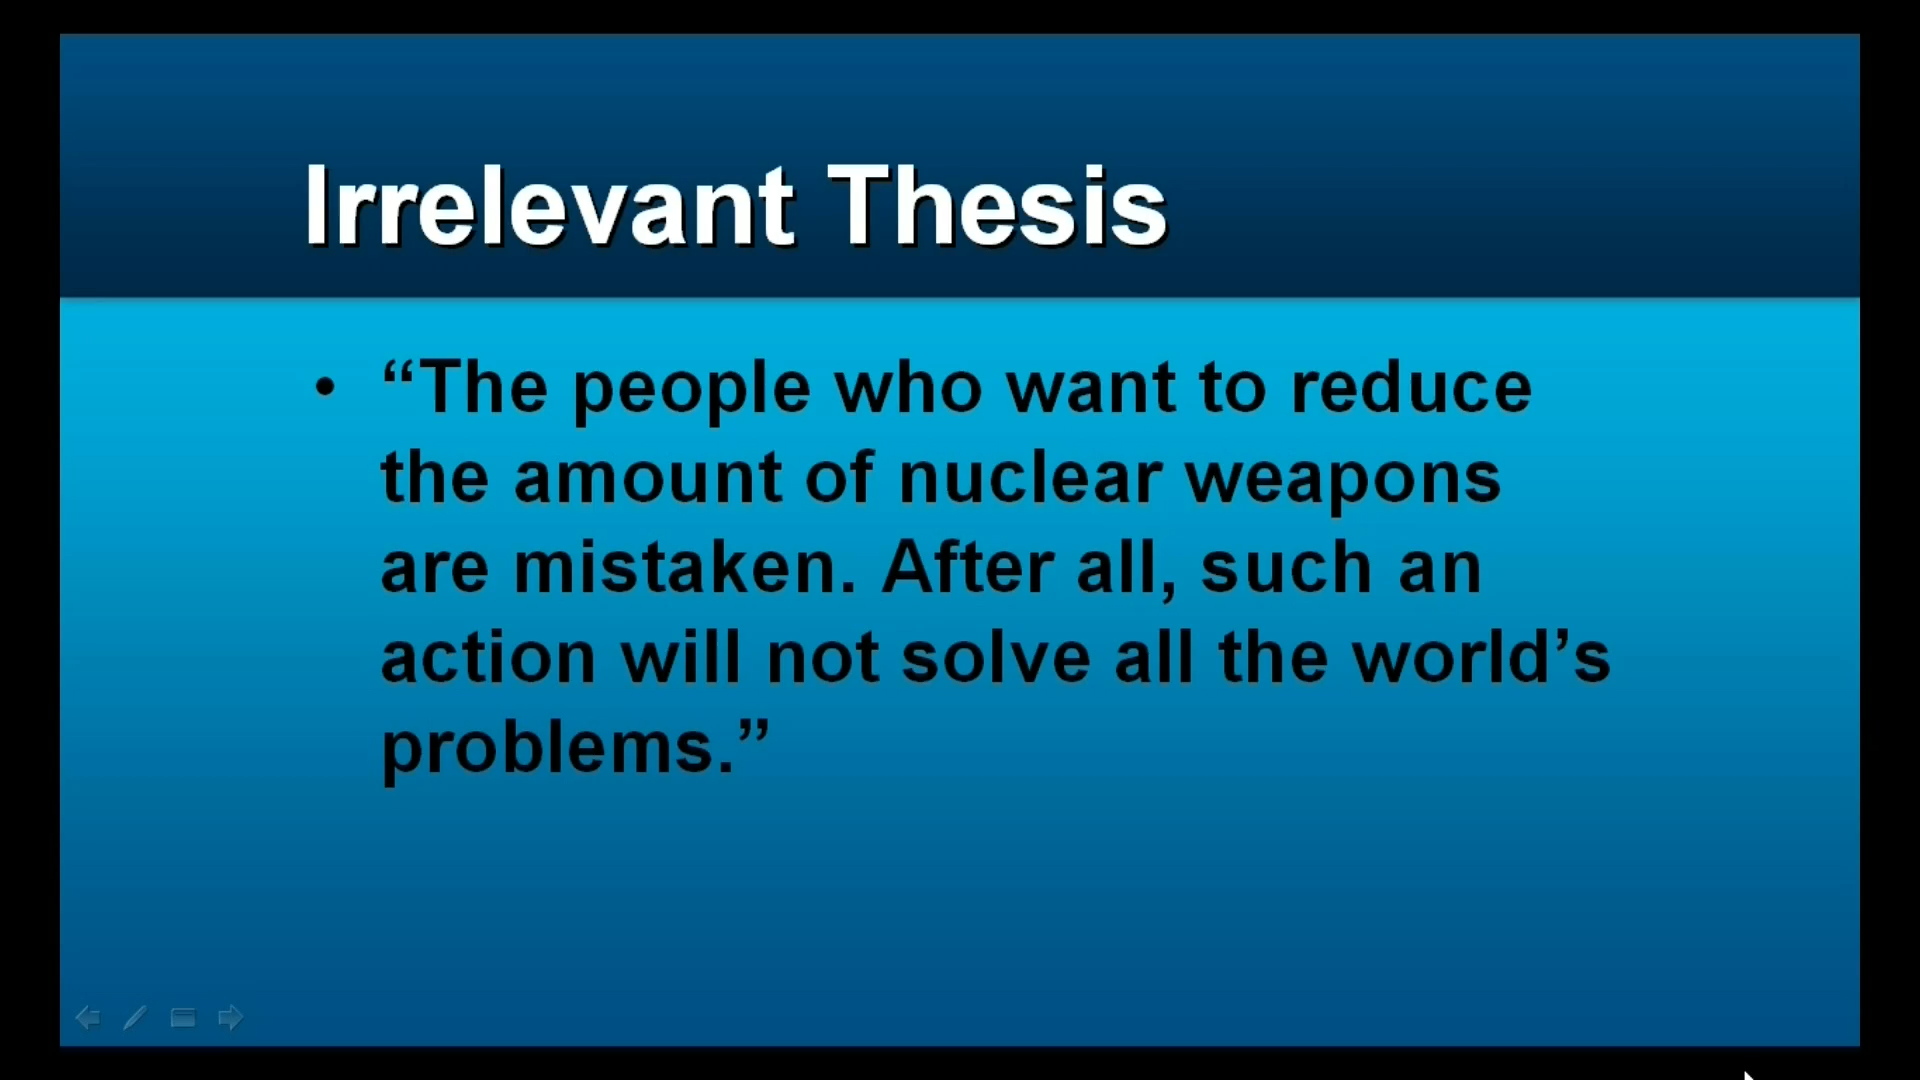 Irrelevant Thesis
• “The people who want to reduce
the amount of nuclear weapons
are mistaken. After all, such an
action will not solve all the world’s
problems.”